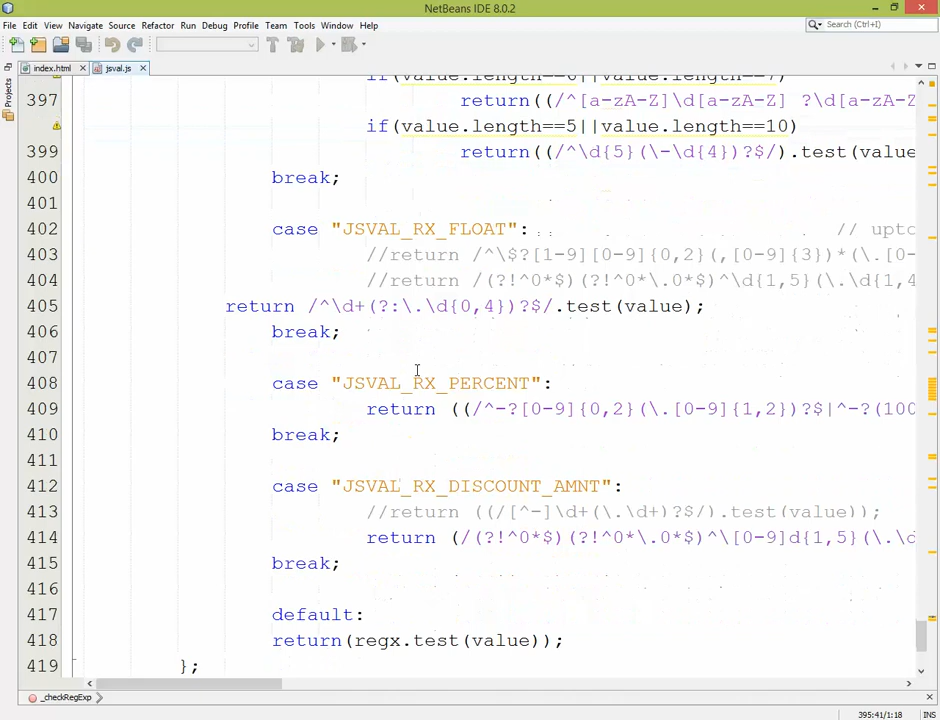 NetBeans IDE 8.0.2
File Edit View Navigate Source Refactor Run Debug Profile Team Tools Window Help
Search (Ctrl+I)
index.html jsval.js
Projects
397 return((/^[a-zA-Z]\d[a-zA-Z] ?\d[a-zA-Z
if(value.length==5||value.length==10)
399 return((/^\d{5}(\-\d{4})?$/).test(value
400 break;
401
402 case "JSVAL_RX_FLOAT": // upto
403 //return /^\$?[1-9][0-9]{0,2}(,[0-9]{3})*(\.[0-
404 //return /(?!^0*$)(?!^0*\.0*$)^\d{1,5}(\.\d{1,4
405 return /^\d+(?:\.\d{0,4})?$/.test(value);
406 break;
407
408 case "JSVAL_RX_PERCENT":
409 return ((/^-?[0-9]{0,2}(\.[0-9]{1,2})?$|^-?(100
410 break;
411
412 case "JSVAL_RX_DISCOUNT_AMNT":
413 //return ((/[^-]\d+(\.\d+)?$/).test(value));
414 return (/(?!^0*$)(?!^0*\.0*$)^\[0-9]d{1,5}(\.\d
415 break;
416
417 default:
418 return(regx.test(value));
419 };
_checkRegExp
395:41/1:18 INS